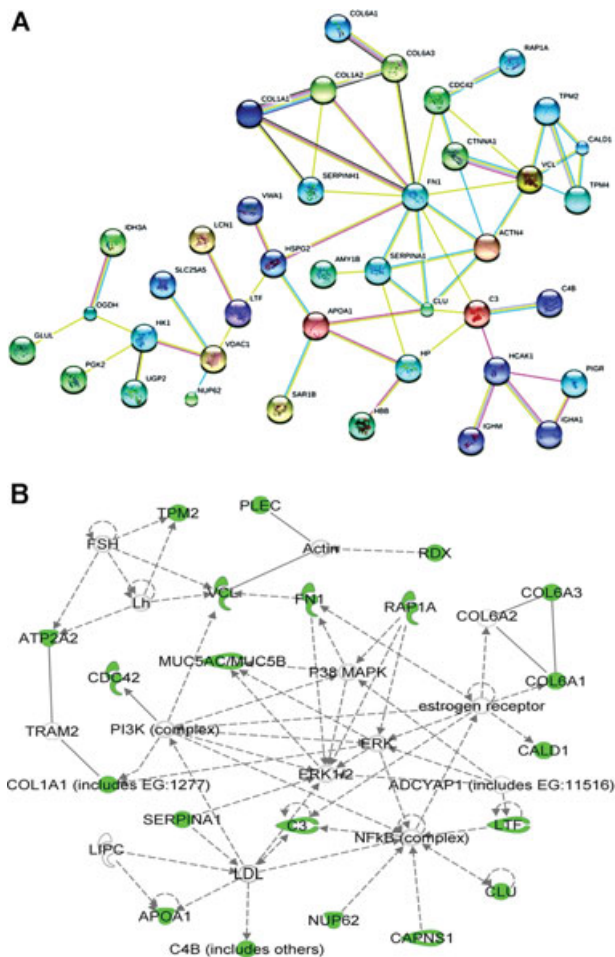 A
COL6A1
COL6A3
RAP1A
COL1A2
CDC42
COL1A1
TPM2
CTNNA1
CALD1
VCL
SERPINH1
FN1
TPM4
VWA1
LCN1
ACTN4
IDH3A
HSPG2
SERPINA1
AMY1B
SLC25A5
LTF
CLU
C3
C4B
OGDH
APOA1
HK1
VDAC1
HP
GLUL
HCAK1
PIGR
PGK2
UGP2
NUP62
SAR1B
HBB
IGHM
IGHA1
B
PLEC
TPM2
FSH
Actin
RDX
Lh
VCL
FN1
RAP1A
COL6A3
COL6A2
ATP2A2
MUC5AC/MUC5B
P38 MAPK
COL6A1
CDC42
estrogen receptor
TRAM2
PI3K (complex)
ERK
CALD1
COL1A1 (includes EG:1277)
ERK1/2
ADCYAP1 (includes EG:11516)
SERPINA1
C3
LTF
LIPC
NFkB (complex)
LDL
CLU
APOA1
NUP62
C4B (includes others)
CAPNS1